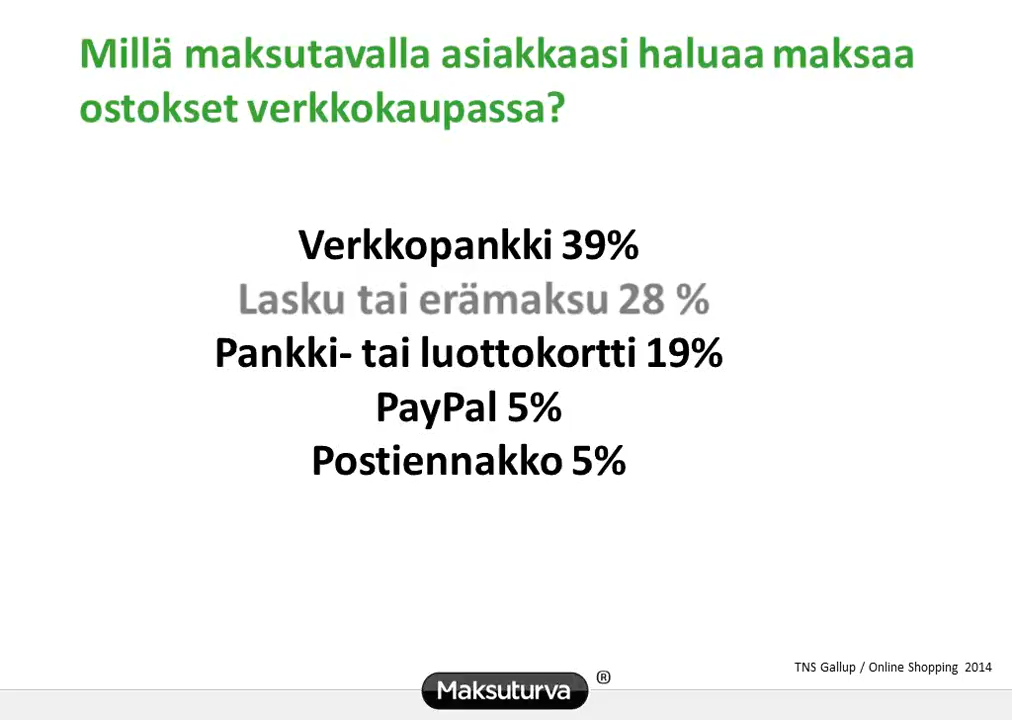 Millä maksutavalla asiakkaasi haluaa maksaa
ostokset verkkokaupassa?
Verkkopankki 39%
Lasku tai erämaksu 28 %
Pankki- tai luottokortti 19%
PayPal 5%
Postiennakko 5%
TNS Gallup / Online Shopping 2014
Maksuturva ®